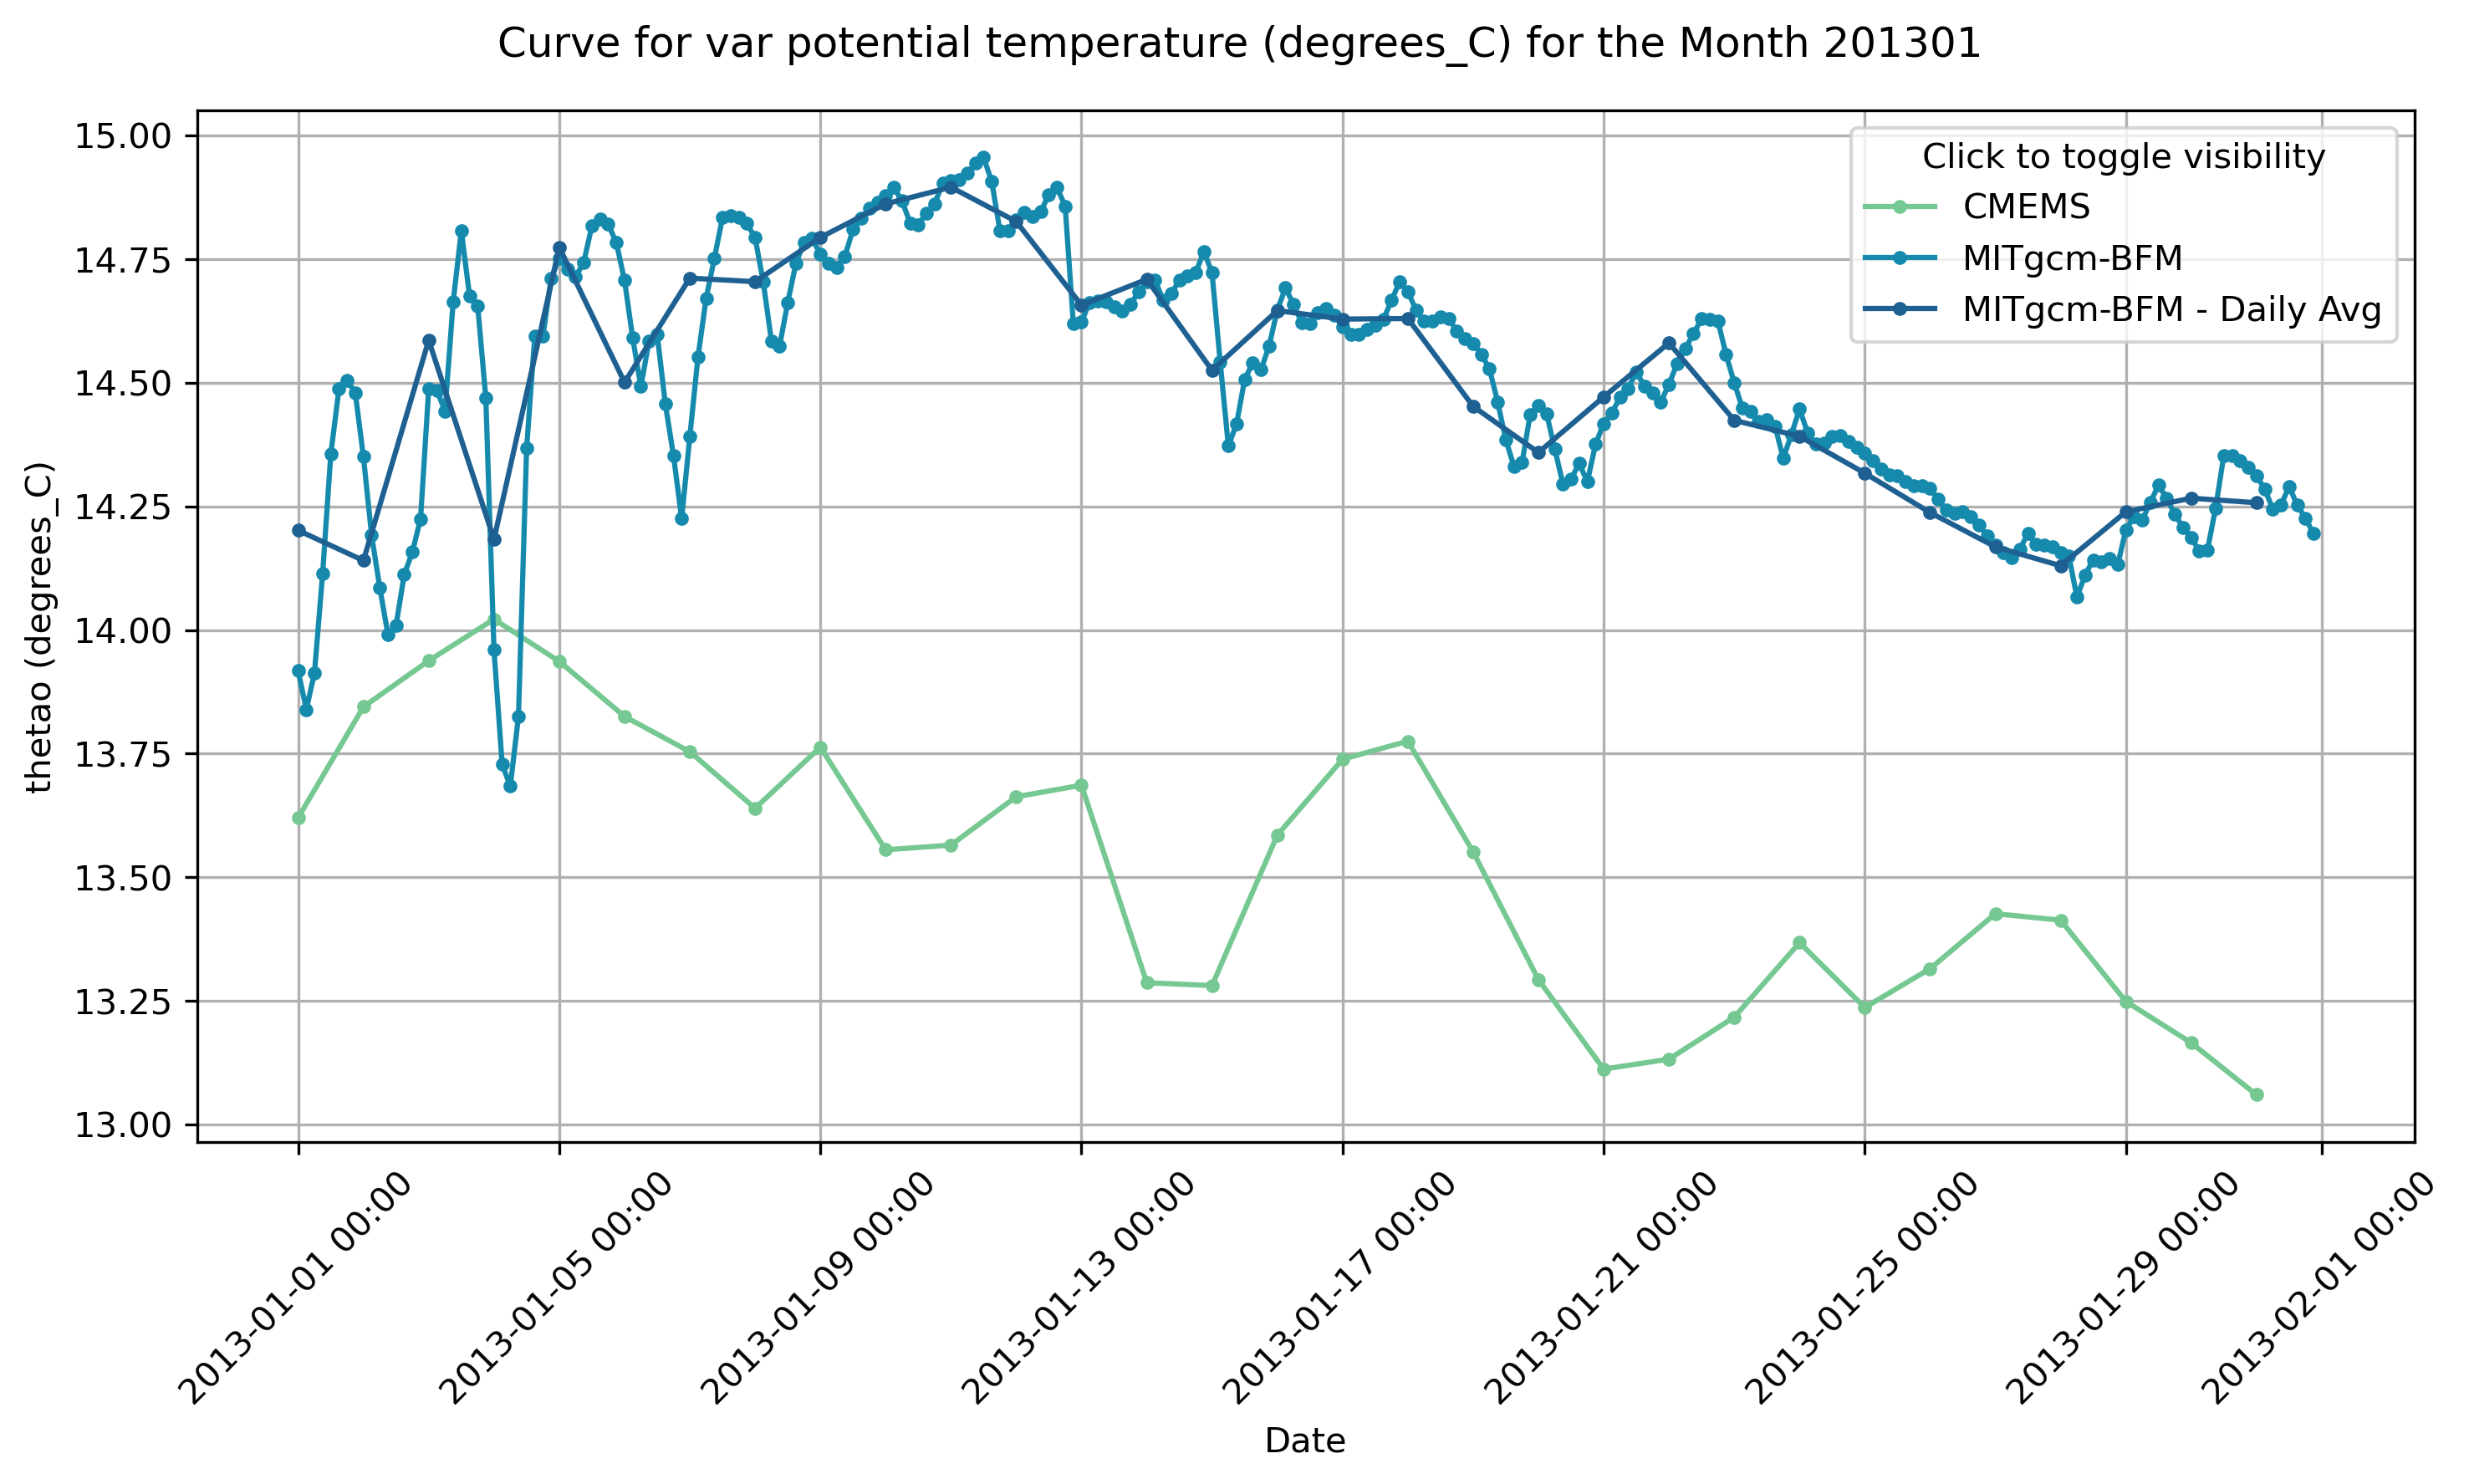 Curve for var potential temperature (degrees_C) for the Month 201301
15.00
14.75
14.50
14.25
14.00
13.75
13.50
13.25
13.00
thetao (degrees_C)
Click to toggle visibility
CMEMS
MITgcm-BFM
MITgcm-BFM - Daily Avg
2013-01-01 00:00
2013-01-05 00:00
2013-01-09 00:00
2013-01-13 00:00
2013-01-17 00:00
2013-01-21 00:00
2013-01-25 00:00
2013-01-29 00:00
2013-02-01 00:00
Date